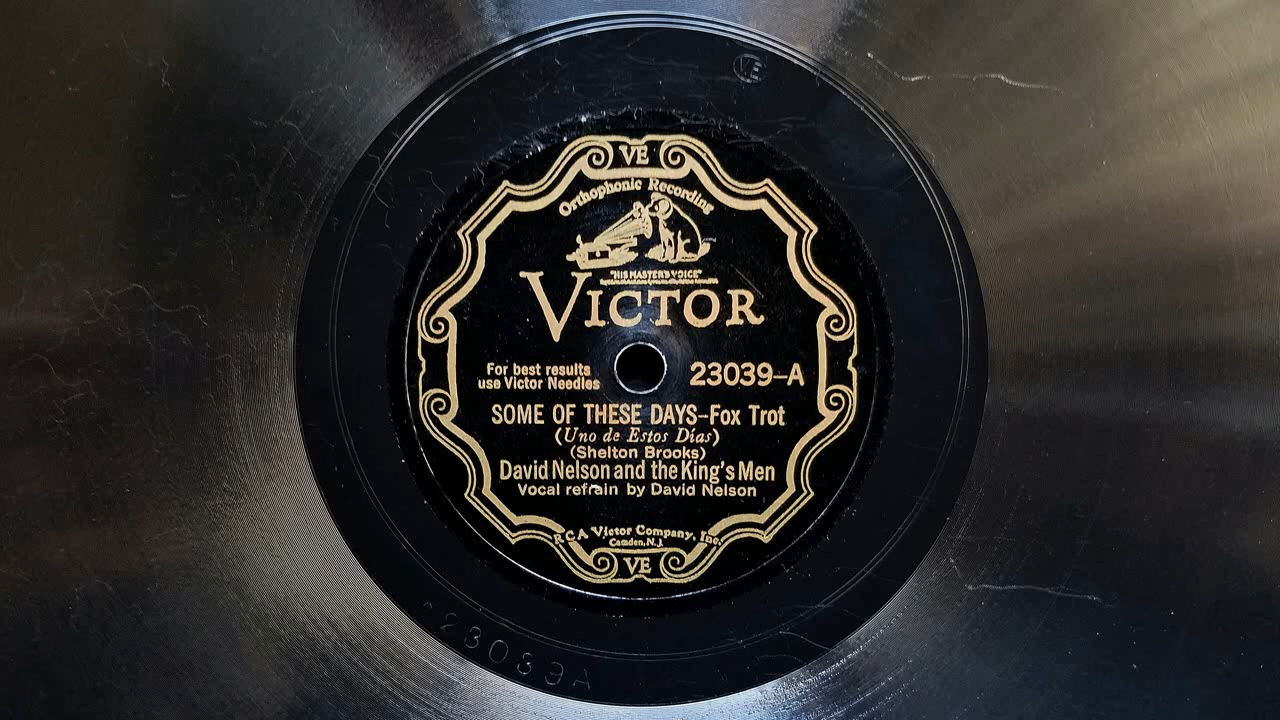 VE
VE
Orthophonic Recording
"HIS MASTER'S VOICE"
VICTOR
For best results
use Victor Needles
23039-A
SOME OF THESE DAYS-Fox Trot
(Uno de Estos Días)
(Shelton Brooks)
David Nelson and the King's Men
Vocal refrain by David Nelson
RCA Victor Company, Inc.
Camden, N.J.
VE
23039A